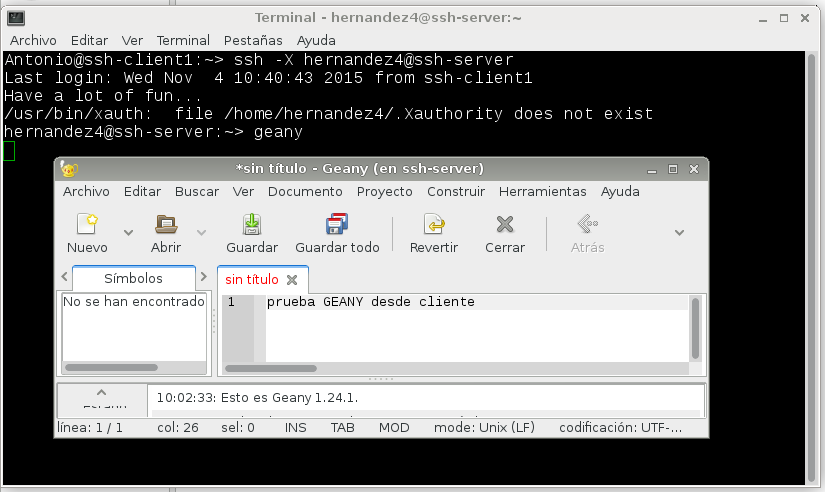 Terminal - hernandez4@ssh-server:~
Archivo Editar Ver Terminal Pestañas Ayuda
Antonio@ssh-client1:~> ssh -X hernandez4@ssh-server
Last login: Wed Nov  4 10:40:43 2015 from ssh-client1
Have a lot of fun...
/usr/bin/xauth:  file /home/hernandez4/.Xauthority does not exist
hernandez4@ssh-server:~> geany
*sin título - Geany (en ssh-server)
Archivo Editar Buscar Ver Documento Proyecto Construir Herramientas Ayuda
Nuevo Abrir Guardar Guardar todo Revertir Cerrar Atrás
Símbolos sin título
No se han encontrado
1 prueba GEANY desde cliente
10:02:33: Esto es Geany 1.24.1.
línea: 1 / 1 col: 26 sel: 0 INS TAB MOD modo: Unix (LF) codificación: UTF-...